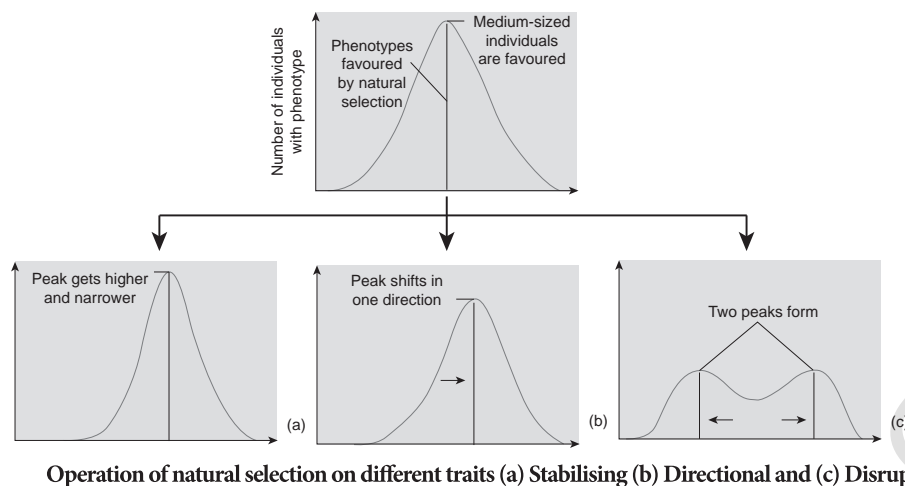 Number of individuals
with phenotype
Phenotypes
favoured
by natural
selection
Medium-sized
individuals
are favoured
Peak gets higher
and narrower
(a)
Peak shifts in
one direction
(b)
Two peaks form
(c)
Operation of natural selection on different traits (a) Stabilising (b) Directional and (c)